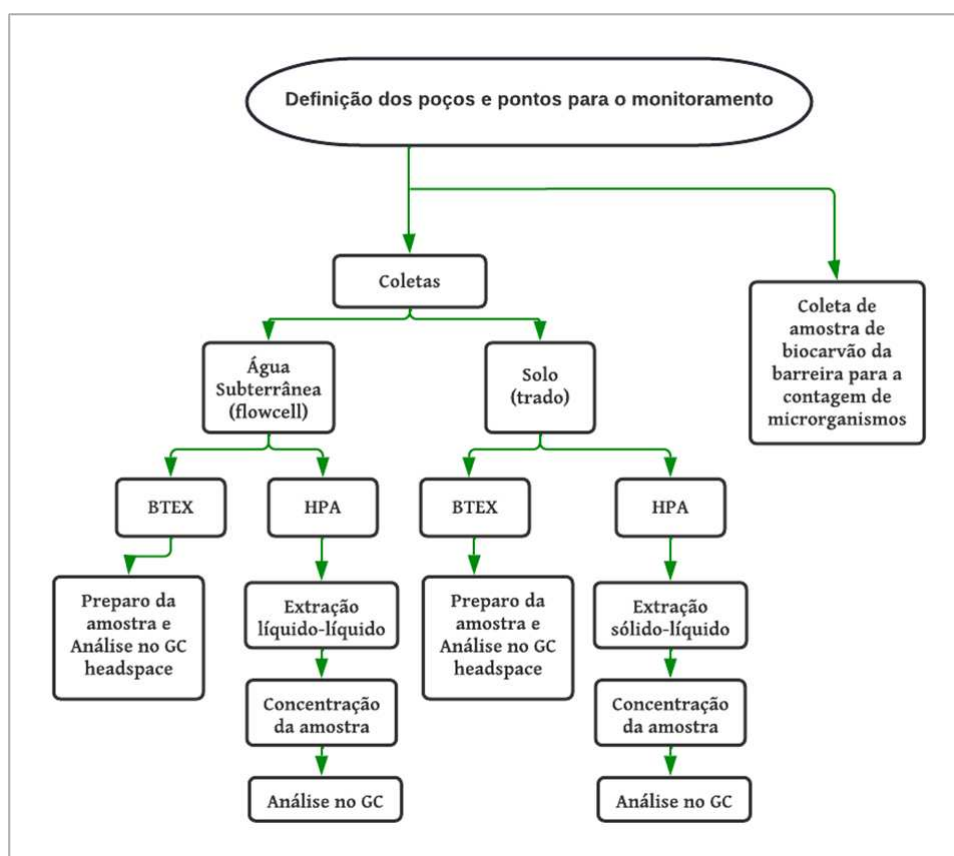 Definição dos poços e pontos para o monitoramento
Coletas
Coleta de
amostra de
biocarvão da
barreira para a
contagem de
microrganismos
Água
Subterrânea
(flowcell)
Solo
(trado)
BTEX
HPA
BTEX
HPA
Preparo da
amostra e
Análise no GC
headspace
Extração
líquido-líquido
Preparo da
amostra e
Análise no GC
headspace
Extração
sólido-líquido
Concentração
da amostra
Concentração
da amostra
Análise no GC
Análise no GC